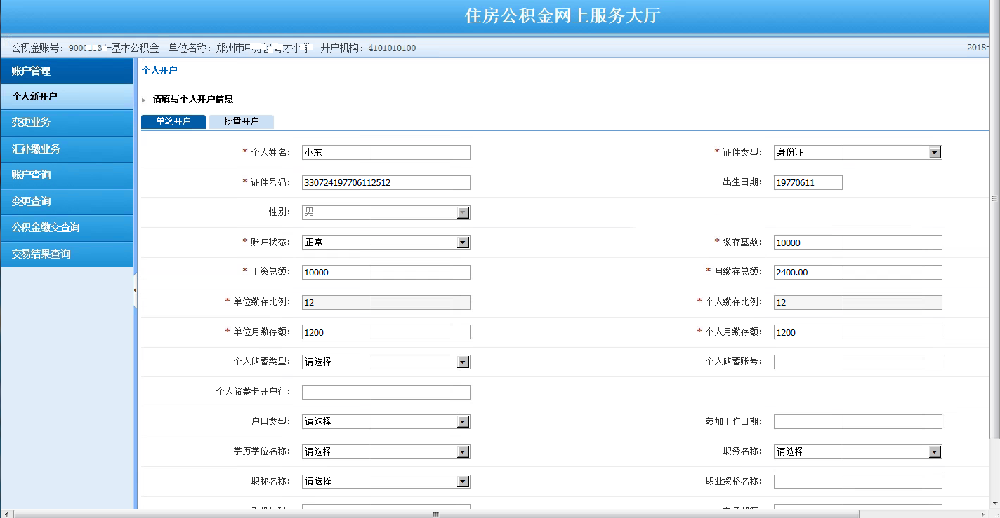 住房公积金网上服务大厅
公积金账号: 900 -基本公积金 单位名称: 郑州市中 才小学 开户机构: 4101010100 2018-
账户管理
个人新开户
变更业务
汇补缴业务
账户查询
变更查询
公积金缴交查询
交易结果查询
个人开户
请填写个人开户信息
单笔开户 批量开户
* 个人姓名: 小东 * 证件类型: 身份证
* 证件号码: 330724197706112512 出生日期: 19770611
性别: 男
* 账户状态: 正常 * 缴存基数: 10000
* 工资总额: 10000 * 月缴存总额: 2400.00
* 单位缴存比例: 12 * 个人缴存比例: 12
* 单位月缴存额: 1200 * 个人月缴存额: 1200
个人储蓄类型: 请选择 个人储蓄账号:
个人储蓄卡开户行:
户口类型: 请选择 参加工作日期:
学历学位名称: 请选择 职务名称: 请选择
职称名称: 请选择 职业资格名称: